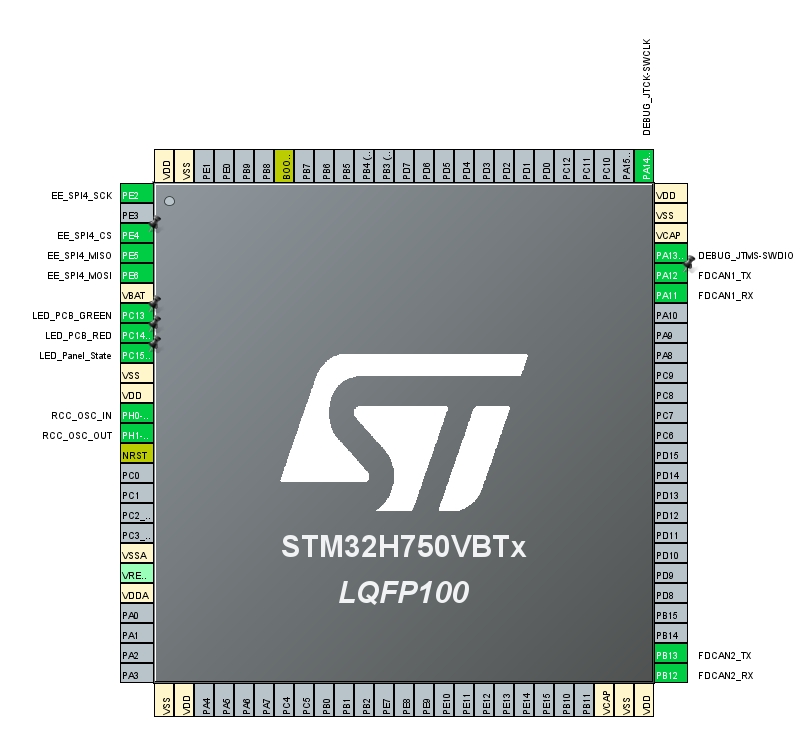 DEBUG_JTCK-SWCLK
VDD
VSS
PE1
PE0
PB9
PB8
BOO..
PB7
PB6
PB5
PB4 (..
PB3 (..
PD7
PD6
PD5
PD4
PD3
PD2
PD1
PD0
PC12
PC11
PC10
PA15..
PA14..
EE_SPI4_SCK PE2
PE3
EE_SPI4_CS PE4
EE_SPI4_MISO PE5
EE_SPI4_MOSI PE6
VBAT
LED_PCB_GREEN PC13..
LED_PCB_RED PC14..
LED_Panel_State PC15..
VSS
VDD
RCC_OSC_IN PH0-..
RCC_OSC_OUT PH1-..
NRST
PC0
PC1
PC2_..
PC3_..
VSSA
VRE..
VDDA
PA0
PA1
PA2
PA3
STM32H750VBTx
LQFP100
VDD
VSS
VCAP
PA13.. DEBUG_JTMS-SWDIO
PA12 FDCAN1_TX
PA11 FDCAN1_RX
PA10
PA9
PA8
PC9
PC8
PC7
PC6
PD15
PD14
PD13
PD12
PD11
PD10
PD9
PD8
PB15
PB14
PB13 FDCAN2_TX
PB12 FDCAN2_RX
VSS
VDD
PA4
PA5
PA6
PA7
PC4
PC5
PB0
PB1
PB2
PE7
PE8
PE9
PE10
PE11
PE12
PE13
PE14
PE15
PB10
PB11
VCAP
VSS
VDD